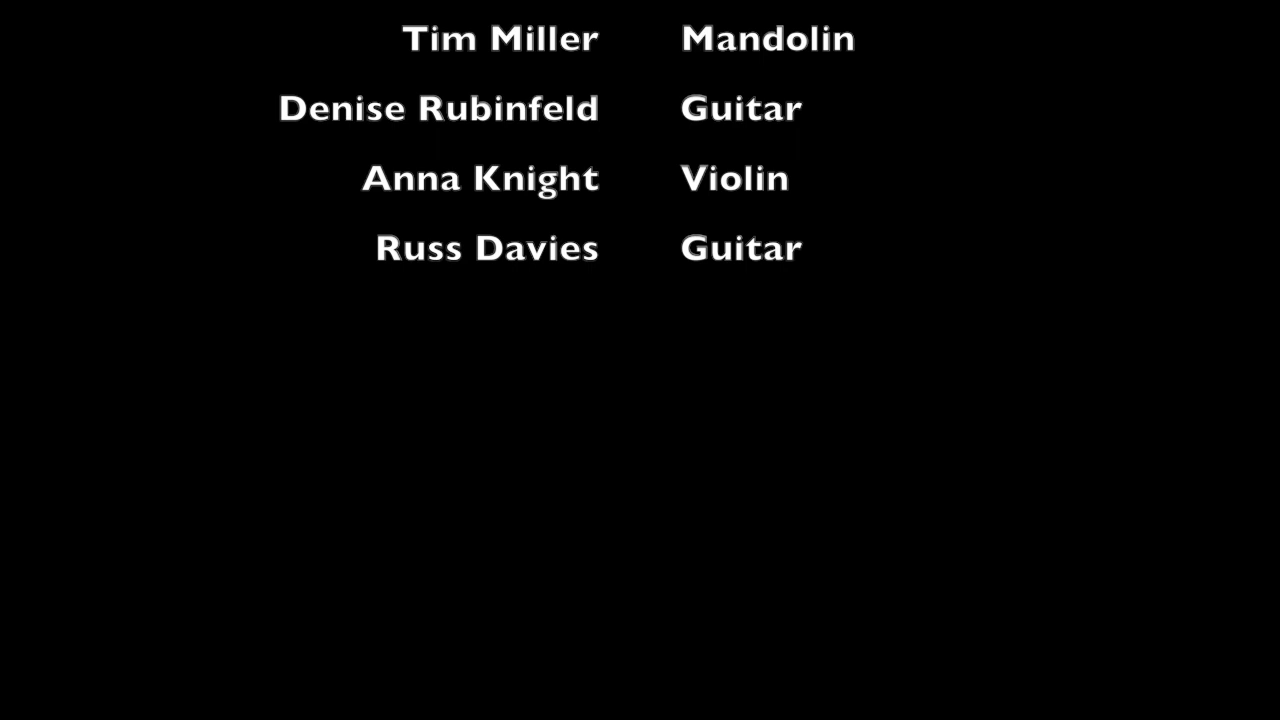 Tim Miller Mandolin
Denise Rubinfeld Guitar
Anna Knight Violin
Russ Davies Guitar